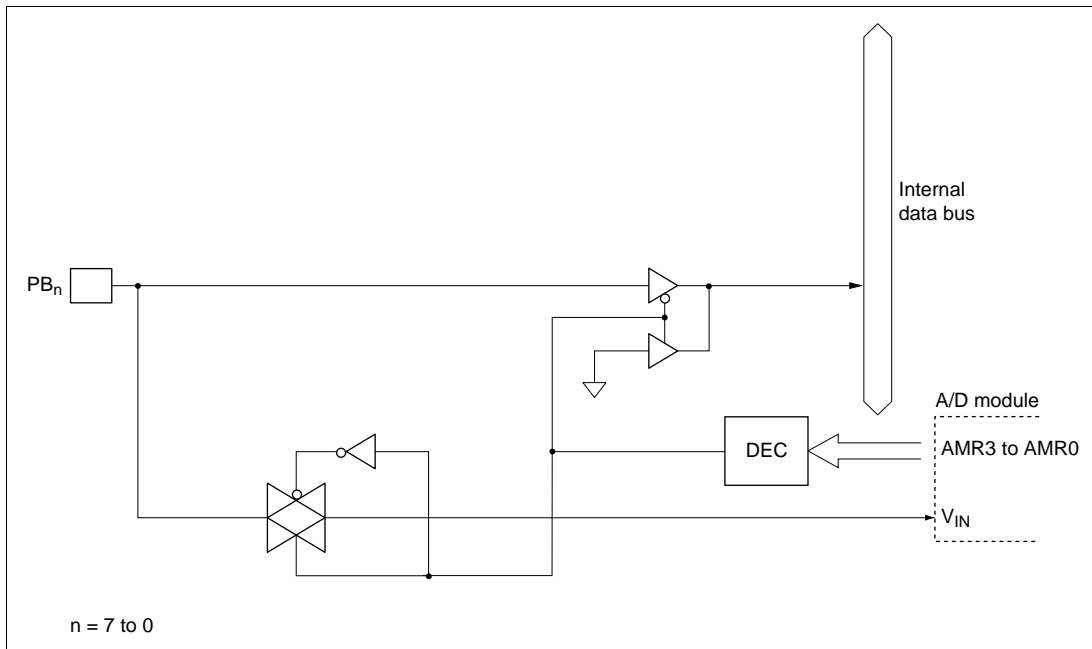 Internal
data bus
PBn
A/D module
DEC
AMR3 to AMR0
VIN
n = 7 to 0